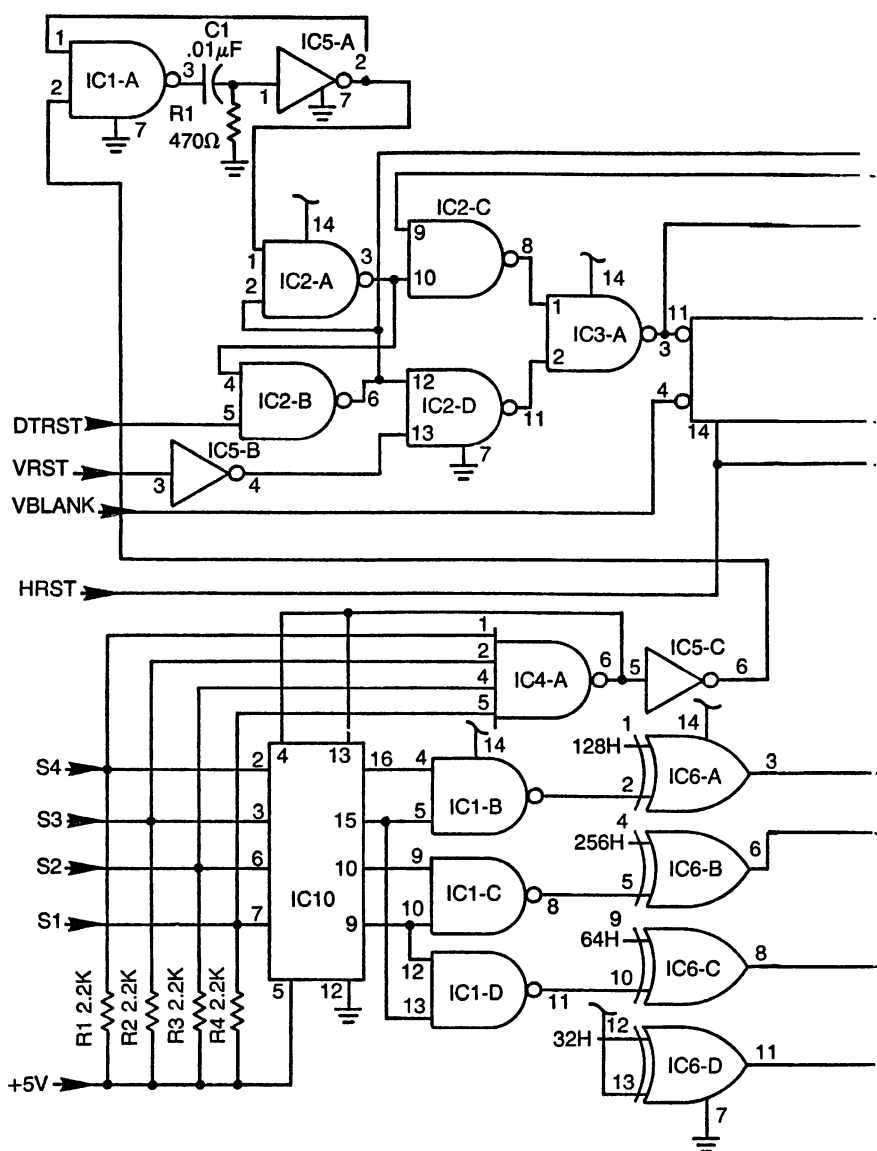 C1
.01µF
IC5-A
1
3
2
IC1-A
2
1
7
R1
7
470Ω
14
IC2-C
9
8
1
3
10
14
IC2-A
2
1
11
IC3-A
3
2
4
12
4
IC2-B
6
IC2-D
5
11
14
DTRST
13
IC5-B
7
VRST
3
4
VBLANK
HRST
1
2
6
IC5-C
4
IC4-A
5
6
5
14
1
14
4
13
16
4
128H
S4
2
3
IC6-A
IC1-B
2
S3
3
15
5
4
256H
6
S2
6
10
9
IC6-B
IC10
IC1-C
5
S1
7
9
10
8
9
64H
8
IC6-C
12
10
5
12
IC1-D
13
11
R1 2.2K
R2 2.2K
R3 2.2K
R4 2.2K
12
32H
11
IC6-D
+5V
13
7